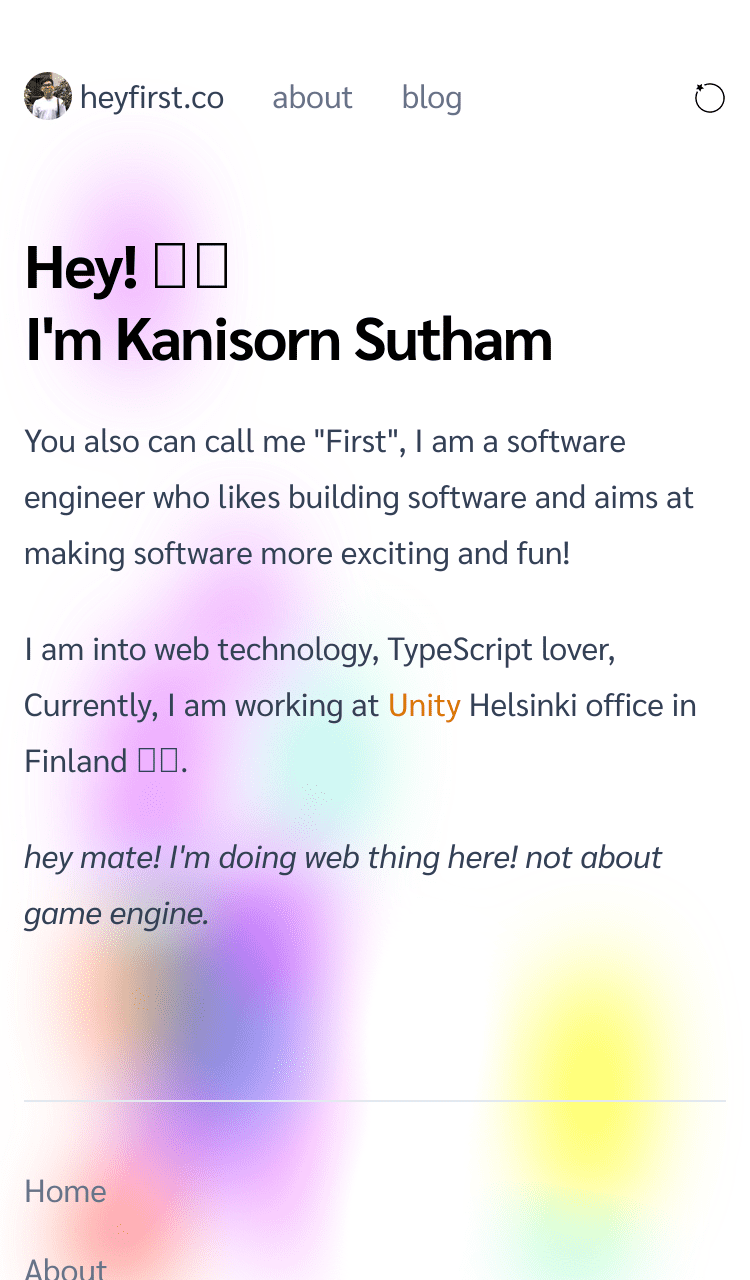 heyfirst.co about blog
Hey! 
I'm Kanisorn Sutham
You also can call me "First", I am a software
engineer who likes building software and aims at
making software more exciting and fun!
I am into web technology, TypeScript lover,
Currently, I am working at Unity Helsinki office in
Finland .
hey mate! I'm doing web thing here! not about
game engine.
Home
About